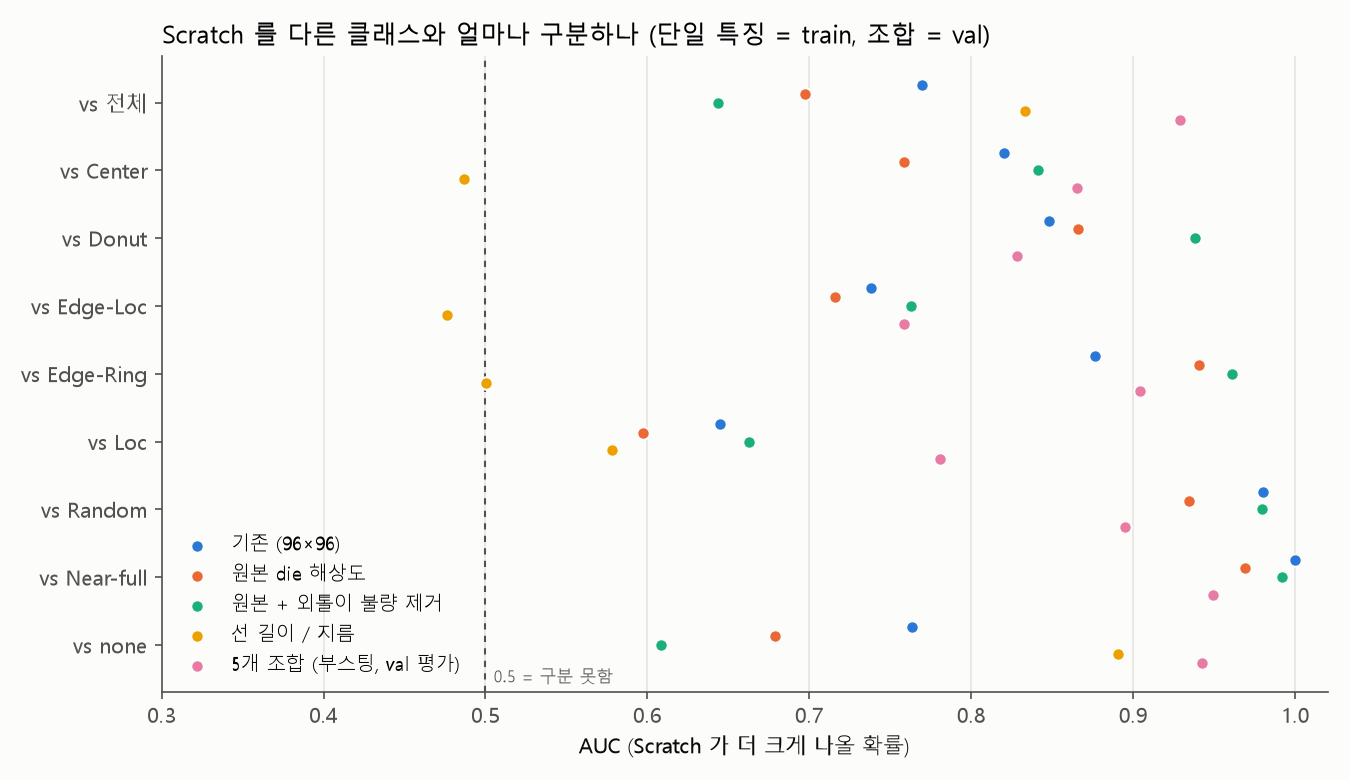 Scratch 를 다른 클래스와 얼마나 구분하나 (단일 특징 = train, 조합 = val)
vs 전체
vs Center
vs Donut
vs Edge-Loc
vs Edge-Ring
vs Loc
vs Random
vs Near-full
vs none
기존 (96×96)
원본 die 해상도
원본 + 외톨이 불량 제거
선 길이 / 지름
5개 조합 (부스팅, val 평가)
0.5 = 구분 못함
0.3 0.4 0.5 0.6 0.7 0.8 0.9 1.0
AUC (Scratch 가 더 크게 나올 확률)